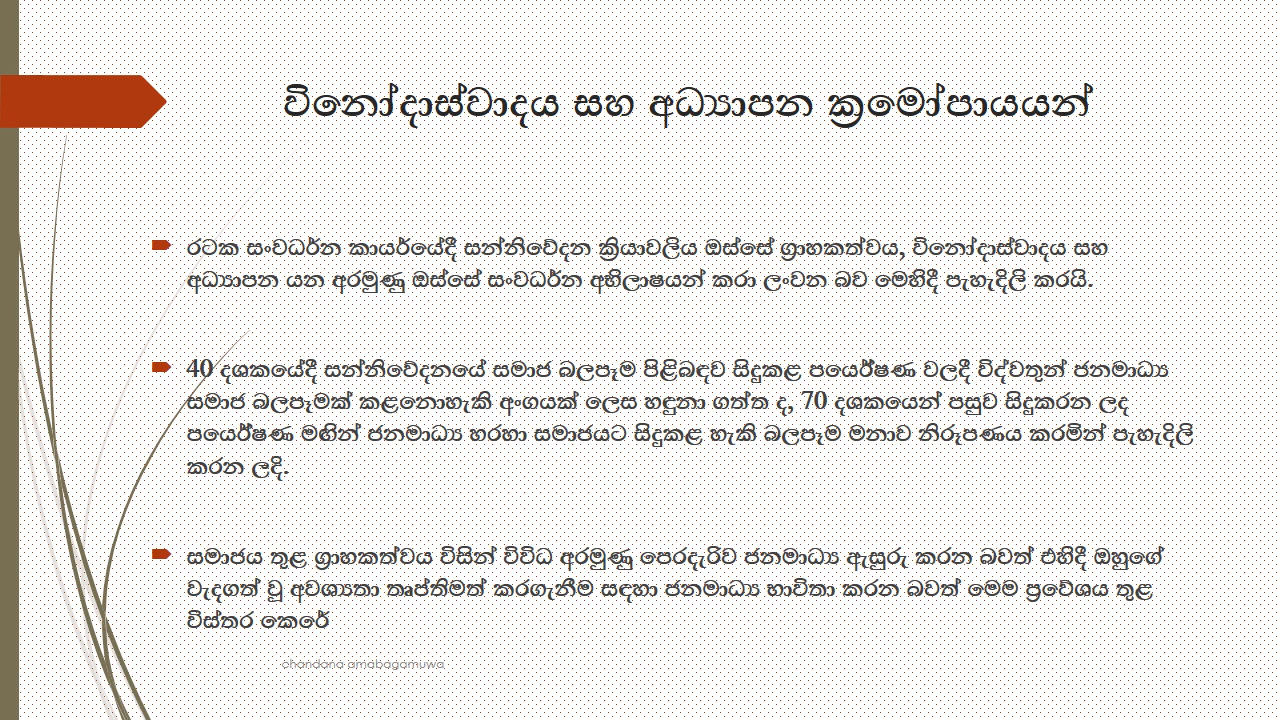 විනෝදාස්වාදය සහ අධ්‍යාපන ක්‍රමෝපායයන්
රටක සංවර්ධන කාර්යයේදී සන්නිවේදන ක්‍රියාවලිය ඔස්සේ ග්‍රාහකත්වය, විනෝදාස්වාදය සහ
අධ්‍යාපන යන අරමුණු ඔස්සේ සංවර්ධන අභිලාෂයන් කරා ලංවන බව මෙහිදී පැහැදිලි කරයි.
40 දශකයේදී සන්නිවේදනයේ සමාජ බලපෑම පිළිබඳව සිදුකළ පර්යේෂණ වලදී විද්වතුන් ජනමාධ්‍ය
සමාජ බලපෑමක් කළනොහැකි අංගයක් ලෙස හඳුනා ගත්ත ද, 70 දශකයෙන් පසුව සිදුකරන ලද
පර්යේෂණ මඟින් ජනමාධ්‍ය හරහා සමාජයට සිදුකළ හැකි බලපෑම මනාව නිරූපණය කරමින් පැහැදිලි
කරන ලදි.
සමාජය තුළ ග්‍රාහකත්වය විසින් විවිධ අරමුණු පෙරදැරිව ජනමාධ්‍ය ඇසුරු කරන බවත් එහිදී ඔහුගේ
වැදගත් වූ අවශ්‍යතා තෘප්තිමත් කරගැනීම සඳහා ජනමාධ්‍ය භාවිතා කරන බවත් මෙම ප්‍රවේශය තුළ
විස්තර කෙරේ
chandana amabagamuwa